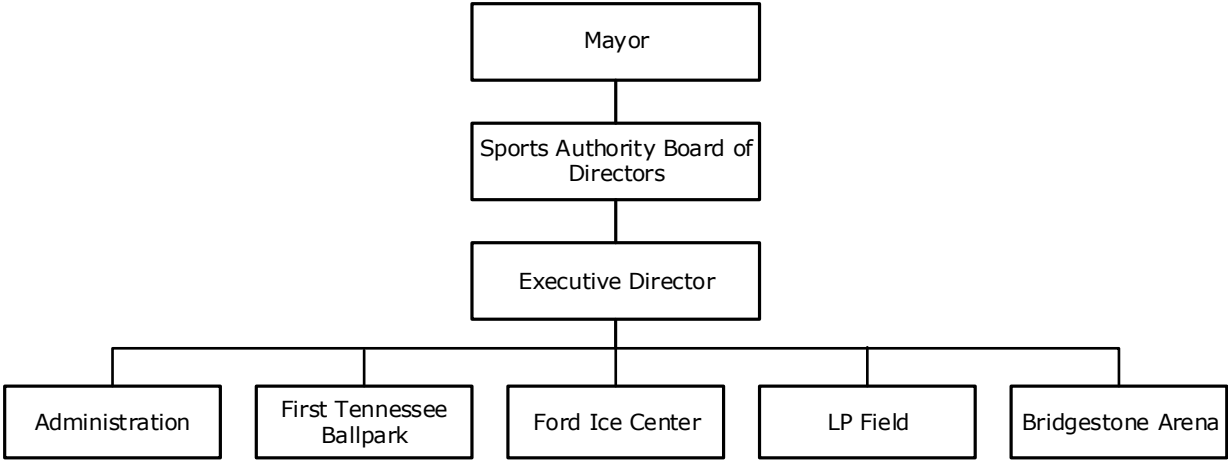 Mayor
Sports Authority Board of
Directors
Executive Director
Administration
First Tennessee
Ballpark
Ford Ice Center
LP Field
Bridgestone Arena